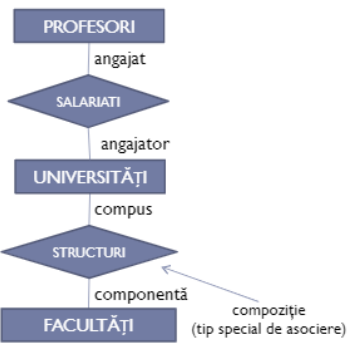 PROFESORI
angajat
SALARIATI
angajator
UNIVERSITĂȚI
compus
STRUCTURI
componentă
FACULTĂȚI
compoziție
(tip special de asociere)